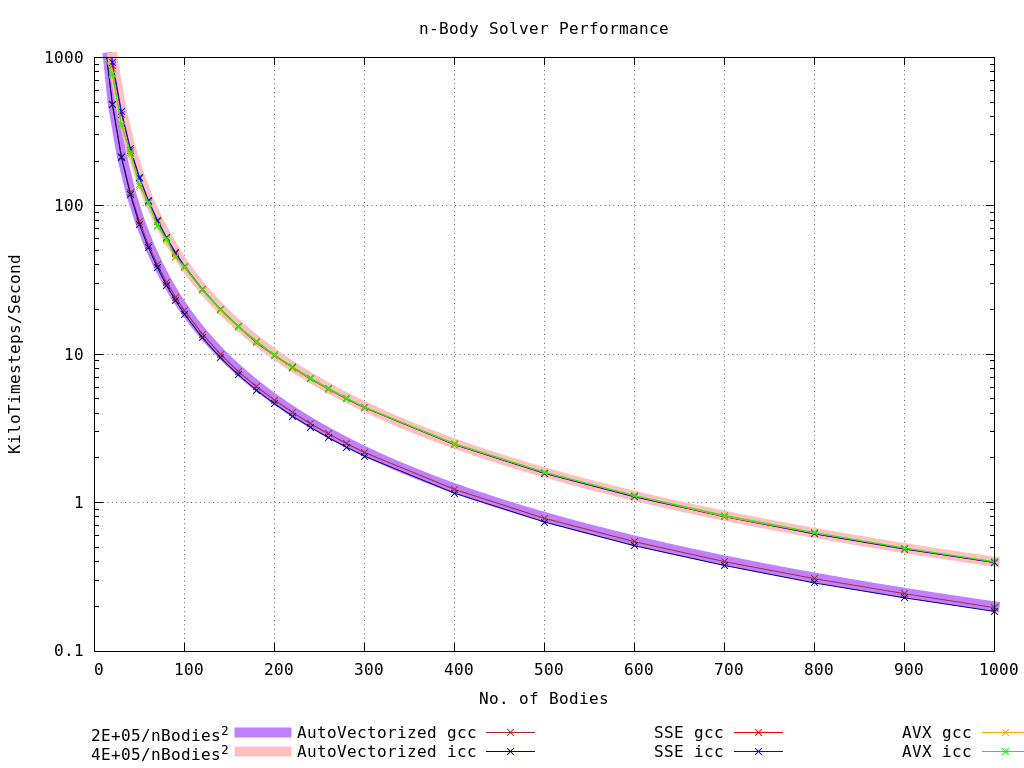 n-Body Solver Performance
1000
100
10
1
0.1
KiloTimesteps/Second
0 100 200 300 400 500 600 700 800 900 1000
No. of Bodies
2E+05/nBodies² AutoVectorized gcc SSE gcc AVX gcc
4E+05/nBodies² AutoVectorized icc SSE icc AVX icc